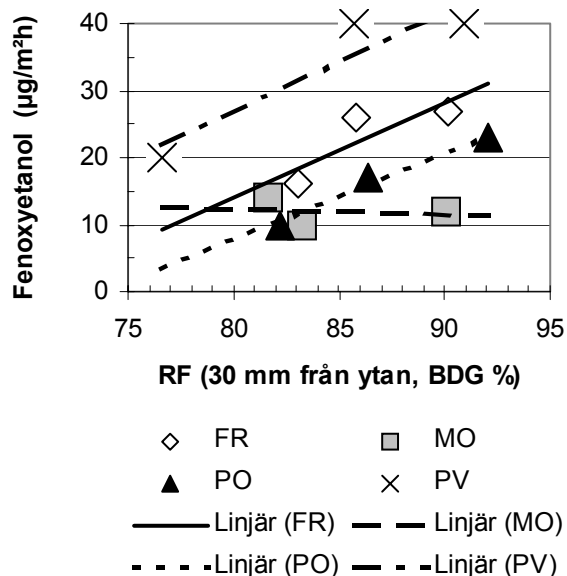 Fenoxyetanol (µg/m²h)
40
30
20
10
0
75 80 85 90 95
RF (30 mm från ytan, BDG %)
FR MO
PO PV
Linjär (FR) Linjär (MO)
Linjär (PO) Linjär (PV)